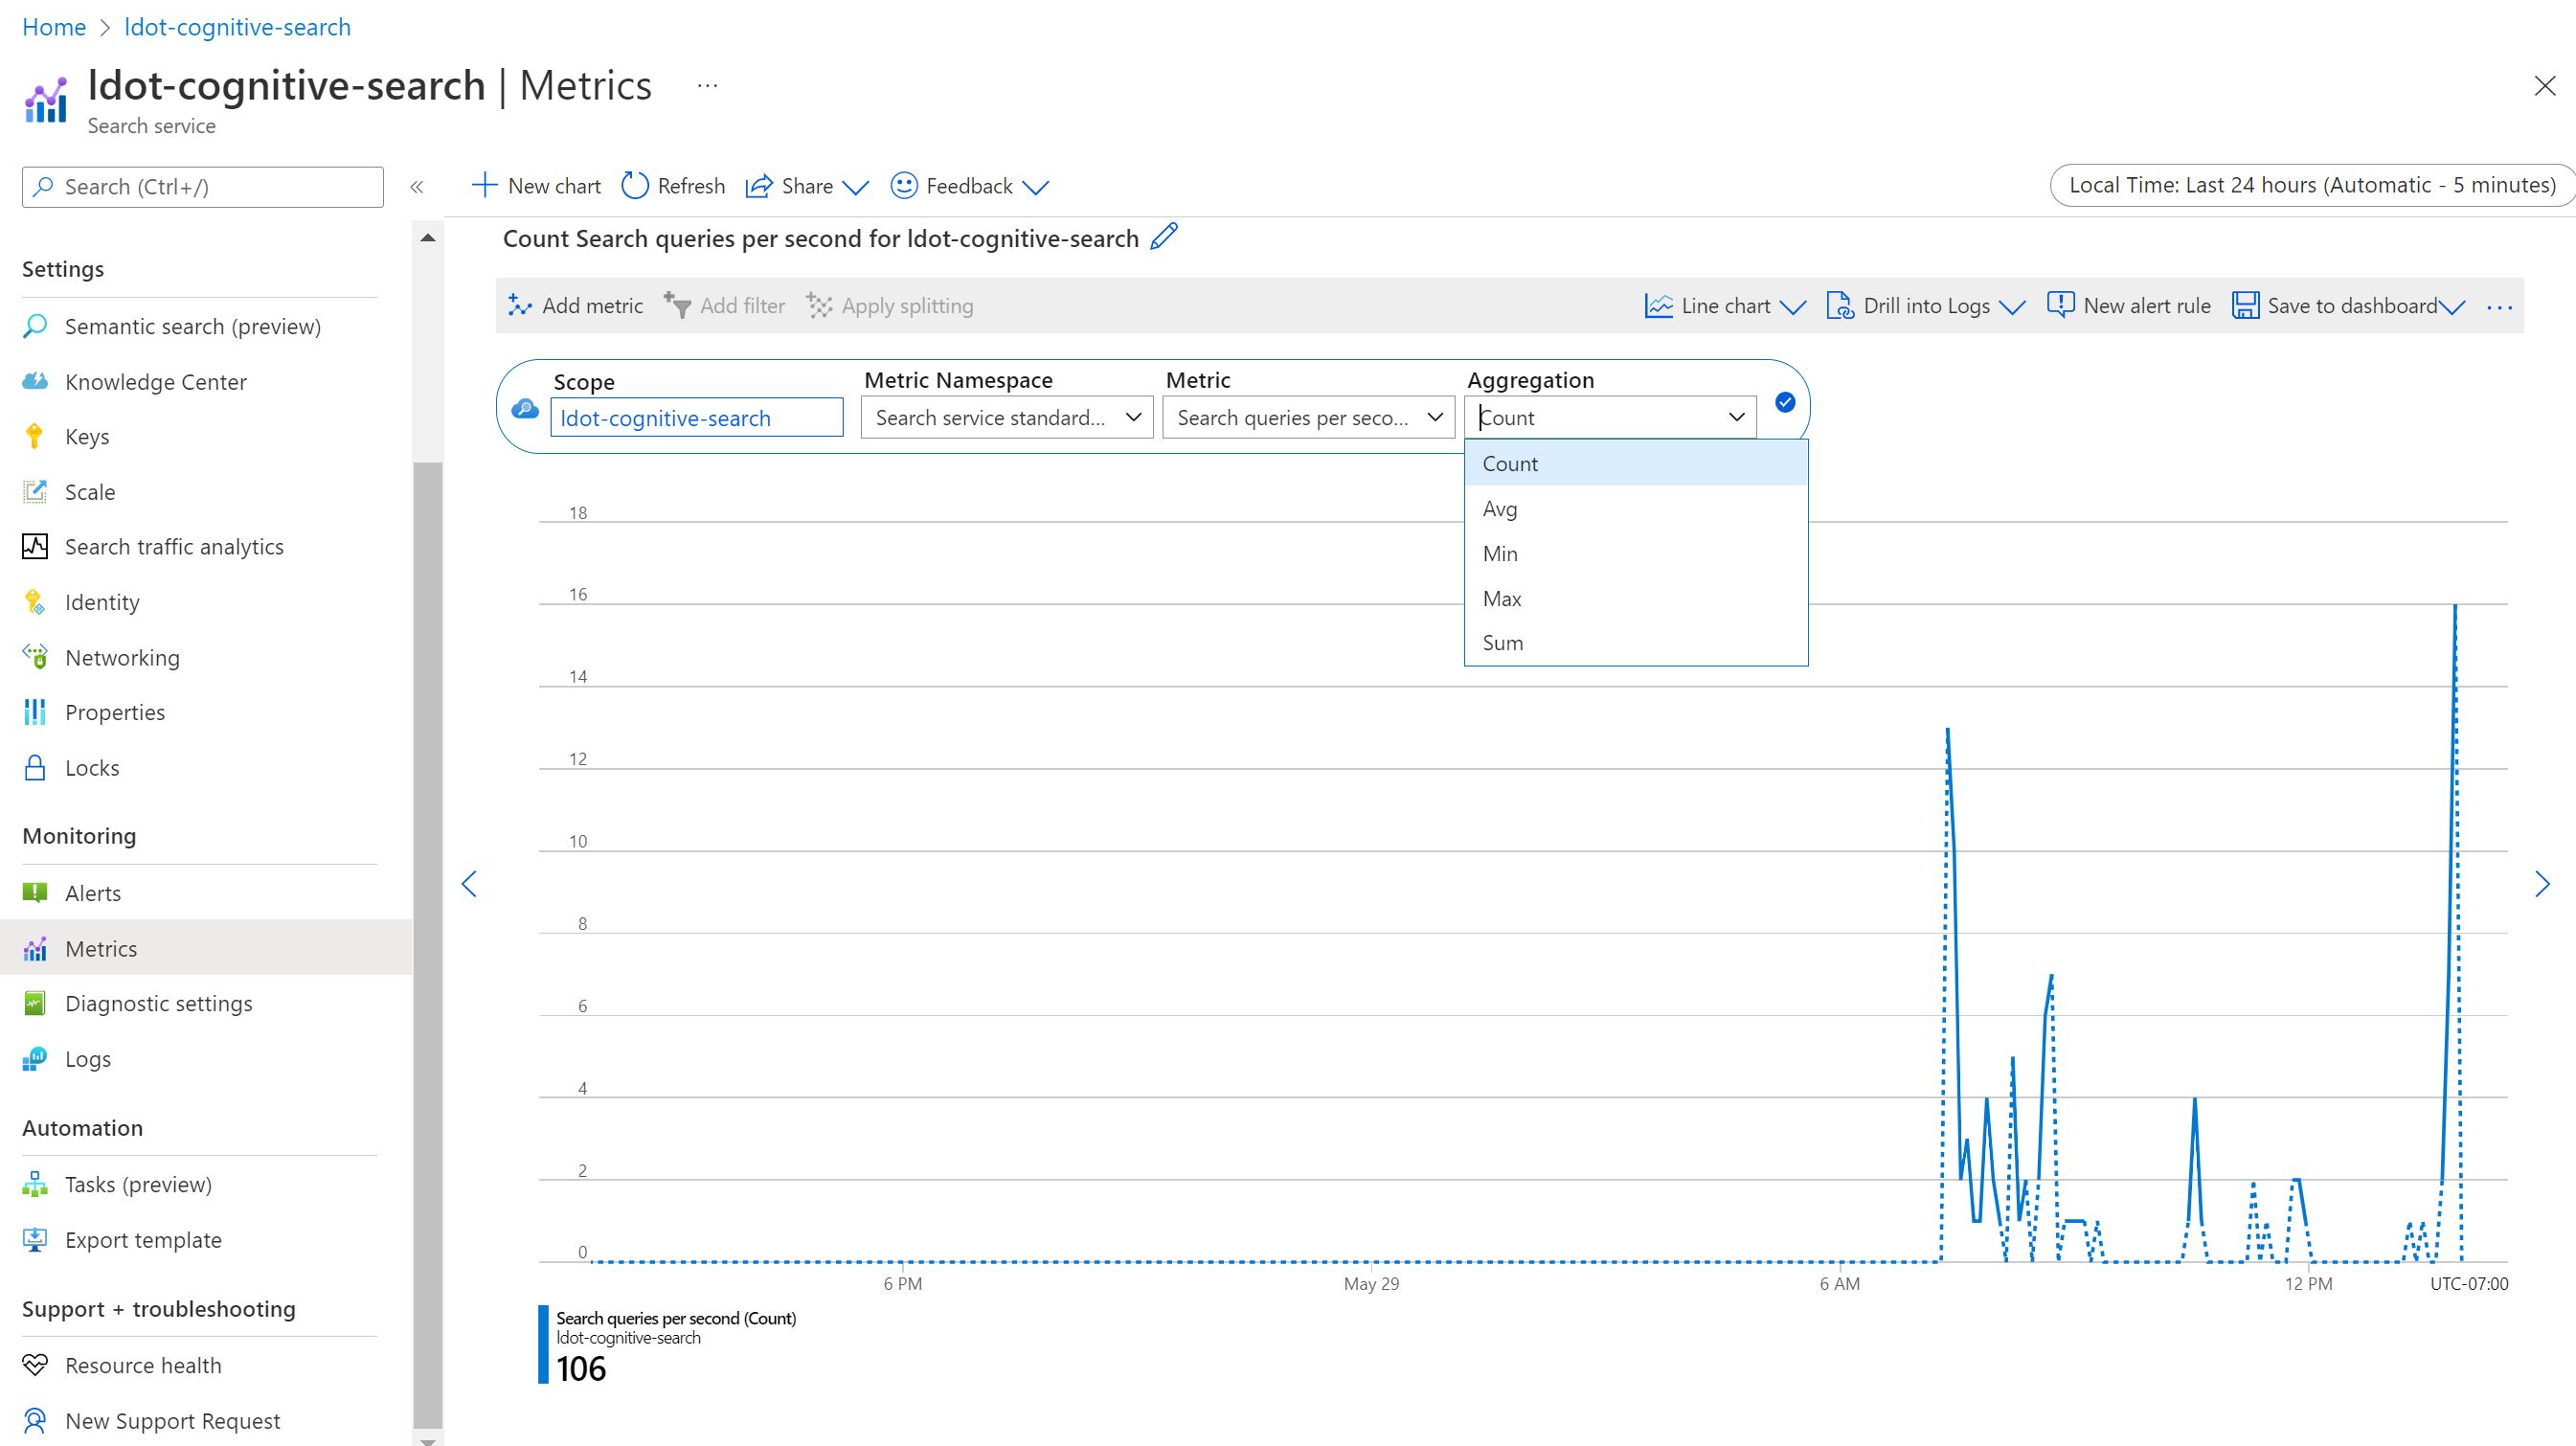 Home > ldot-cognitive-search
ldot-cognitive-search | Metrics ...
Search service
Search (Ctrl+/)
«
Settings
Semantic search (preview)
Knowledge Center
Keys
Scale
Search traffic analytics
Identity
Networking
Properties
Locks
Monitoring
Alerts
Metrics
Diagnostic settings
Logs
Automation
Tasks (preview)
Export template
Support + troubleshooting
Resource health
New Support Request
New chart Refresh Share Feedback
Local Time: Last 24 hours (Automatic - 5 minutes)
Count Search queries per second for ldot-cognitive-search
Add metric Add filter Apply splitting Line chart Drill into Logs New alert rule Save to dashboard ...
Scope Metric Namespace Metric Aggregation
ldot-cognitive-search Search service standard... Search queries per seco... Count
Count
Avg
Min
Max
Sum
18
16
14
12
10
8
6
4
2
0
6 PM May 29 6 AM 12 PM UTC-07:00
Search queries per second (Count)
ldot-cognitive-search
106